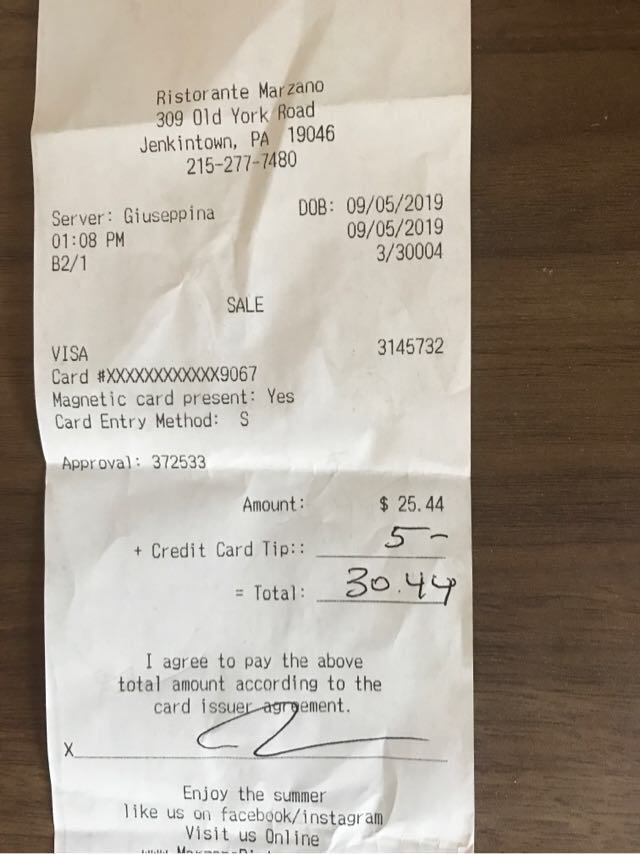 Ristorante Marzano
309 Old York Road
Jenkintown, PA 19046
215-277-7480
Server: Giuseppina DOB: 09/05/2019
01:08 PM 09/05/2019
B2/1 3/30004
SALE
VISA 3145732
Card #XXXXXXXXXXXX9067
Magnetic card present: Yes
Card Entry Method: S
Approval: 372533
Amount: $ 25.44
+ Credit Card Tip:: 5-
= Total: 30.44
I agree to pay the above
total amount according to the
card issuer agreement.
X
Enjoy the summer
like us on facebook/instagram
Visit us Online